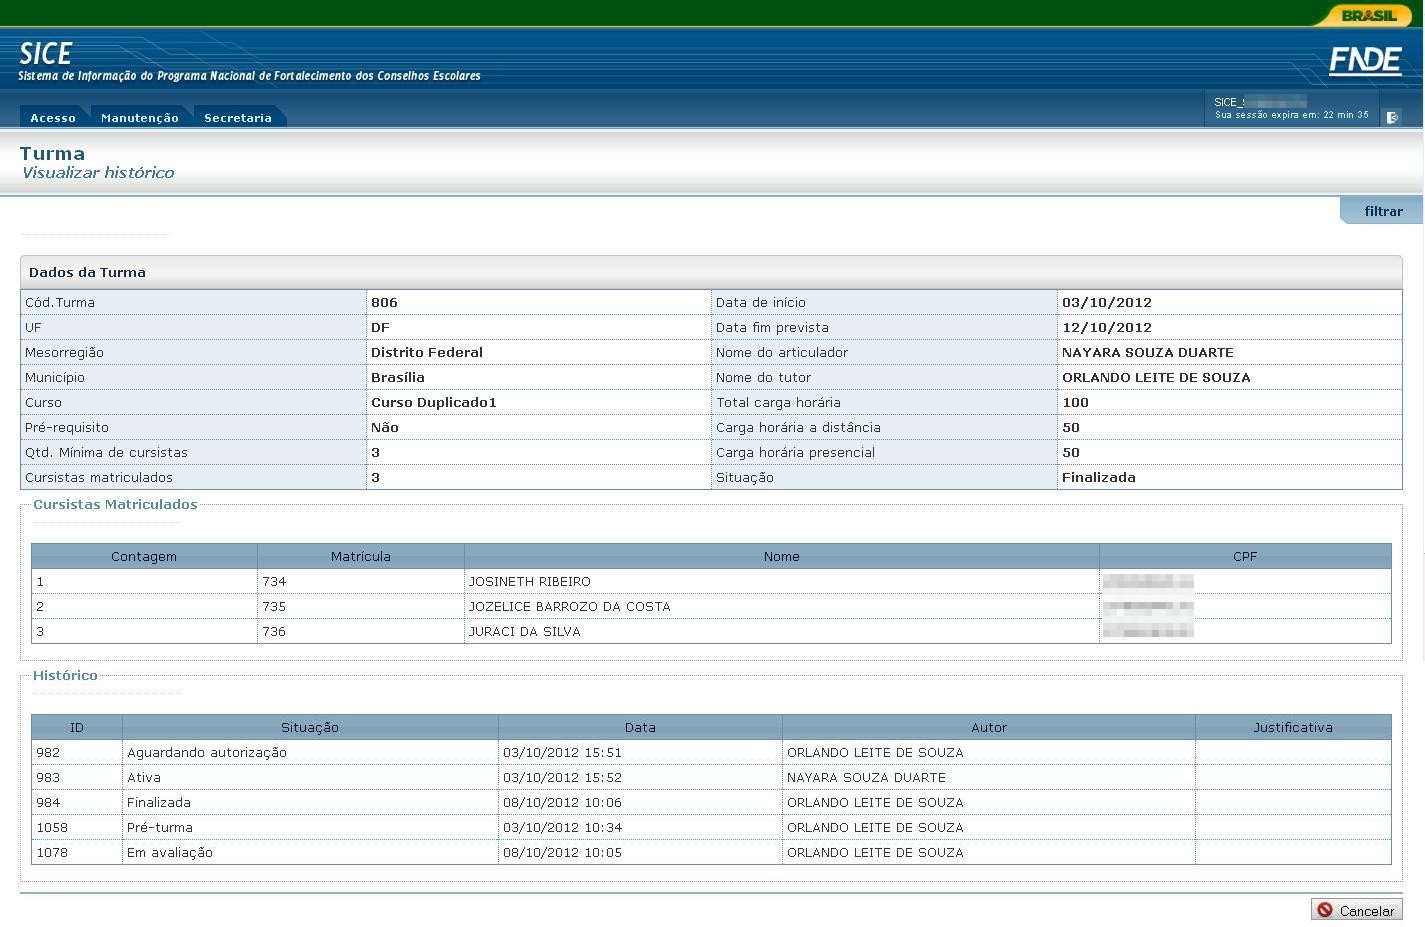 BRASIL
SICE
FNDE
Sistema de Informação do Programa Nacional de Fortalecimento dos Conselhos Escolares
Acesso Manutenção Secretaria
SICE_
Sua sessão expira em: 22 min 35
Turma
Visualizar histórico
filtrar
Dados da Turma
Cód.Turma 806 Data de início 03/10/2012
UF DF Data fim prevista 12/10/2012
Mesorregião Distrito Federal Nome do articulador NAYARA SOUZA DUARTE
Município Brasília Nome do tutor ORLANDO LEITE DE SOUZA
Curso Curso Duplicado1 Total carga horária 100
Pré-requisito Não Carga horária a distância 50
Qtd. Mínima de cursistas 3 Carga horária presencial 50
Cursistas matriculados 3 Situação Finalizada
Cursistas Matriculados
Contagem Matrícula Nome CPF
1 734 JOSINETH RIBEIRO
2 735 JOZELICE BARROZO DA COSTA
3 736 JURACI DA SILVA
Histórico
ID Situação Data Autor Justificativa
982 Aguardando autorização 03/10/2012 15:51 ORLANDO LEITE DE SOUZA
983 Ativa 03/10/2012 15:52 NAYARA SOUZA DUARTE
984 Finalizada 08/10/2012 10:06 ORLANDO LEITE DE SOUZA
1058 Pré-turma 03/10/2012 10:34 ORLANDO LEITE DE SOUZA
1078 Em avaliação 08/10/2012 10:05 ORLANDO LEITE DE SOUZA
Cancelar